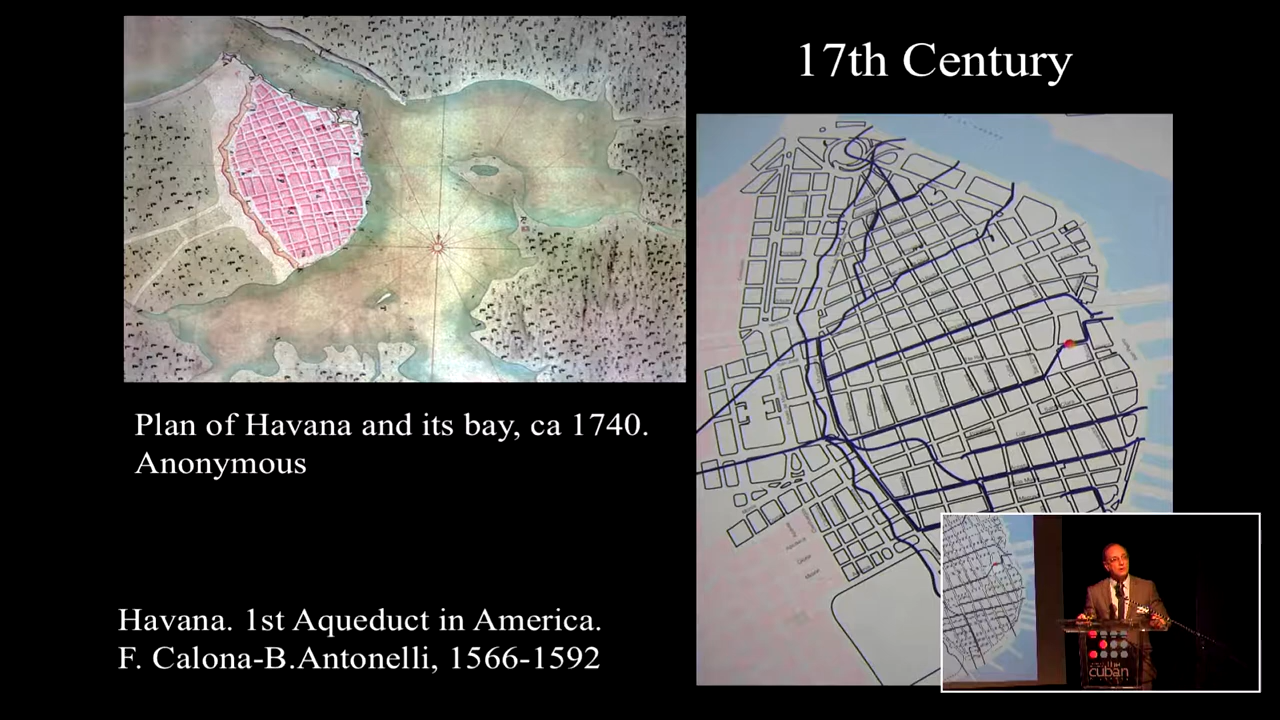 17th Century
Plan of Havana and its bay, ca 1740.
Anonymous
Havana. 1st Aqueduct in America.
F. Calona-B.Antonelli, 1566-1592
cuban